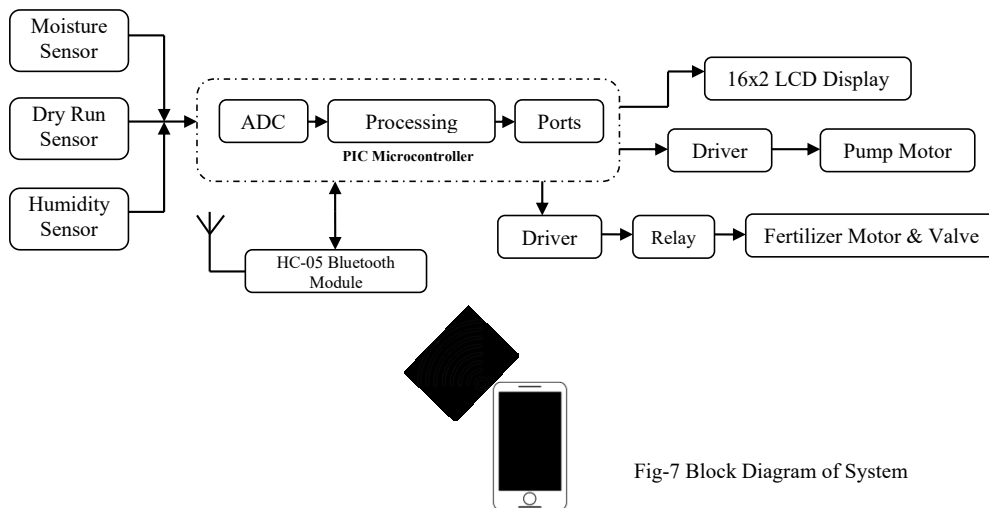 Moisture
Sensor
Dry Run
Sensor
Humidity
Sensor
ADC
Processing
Ports
PIC Microcontroller
16x2 LCD Display
Driver
Pump Motor
Driver
Relay
Fertilizer Motor & Valve
HC-05 Bluetooth
Module
Fig-7 Block Diagram of System